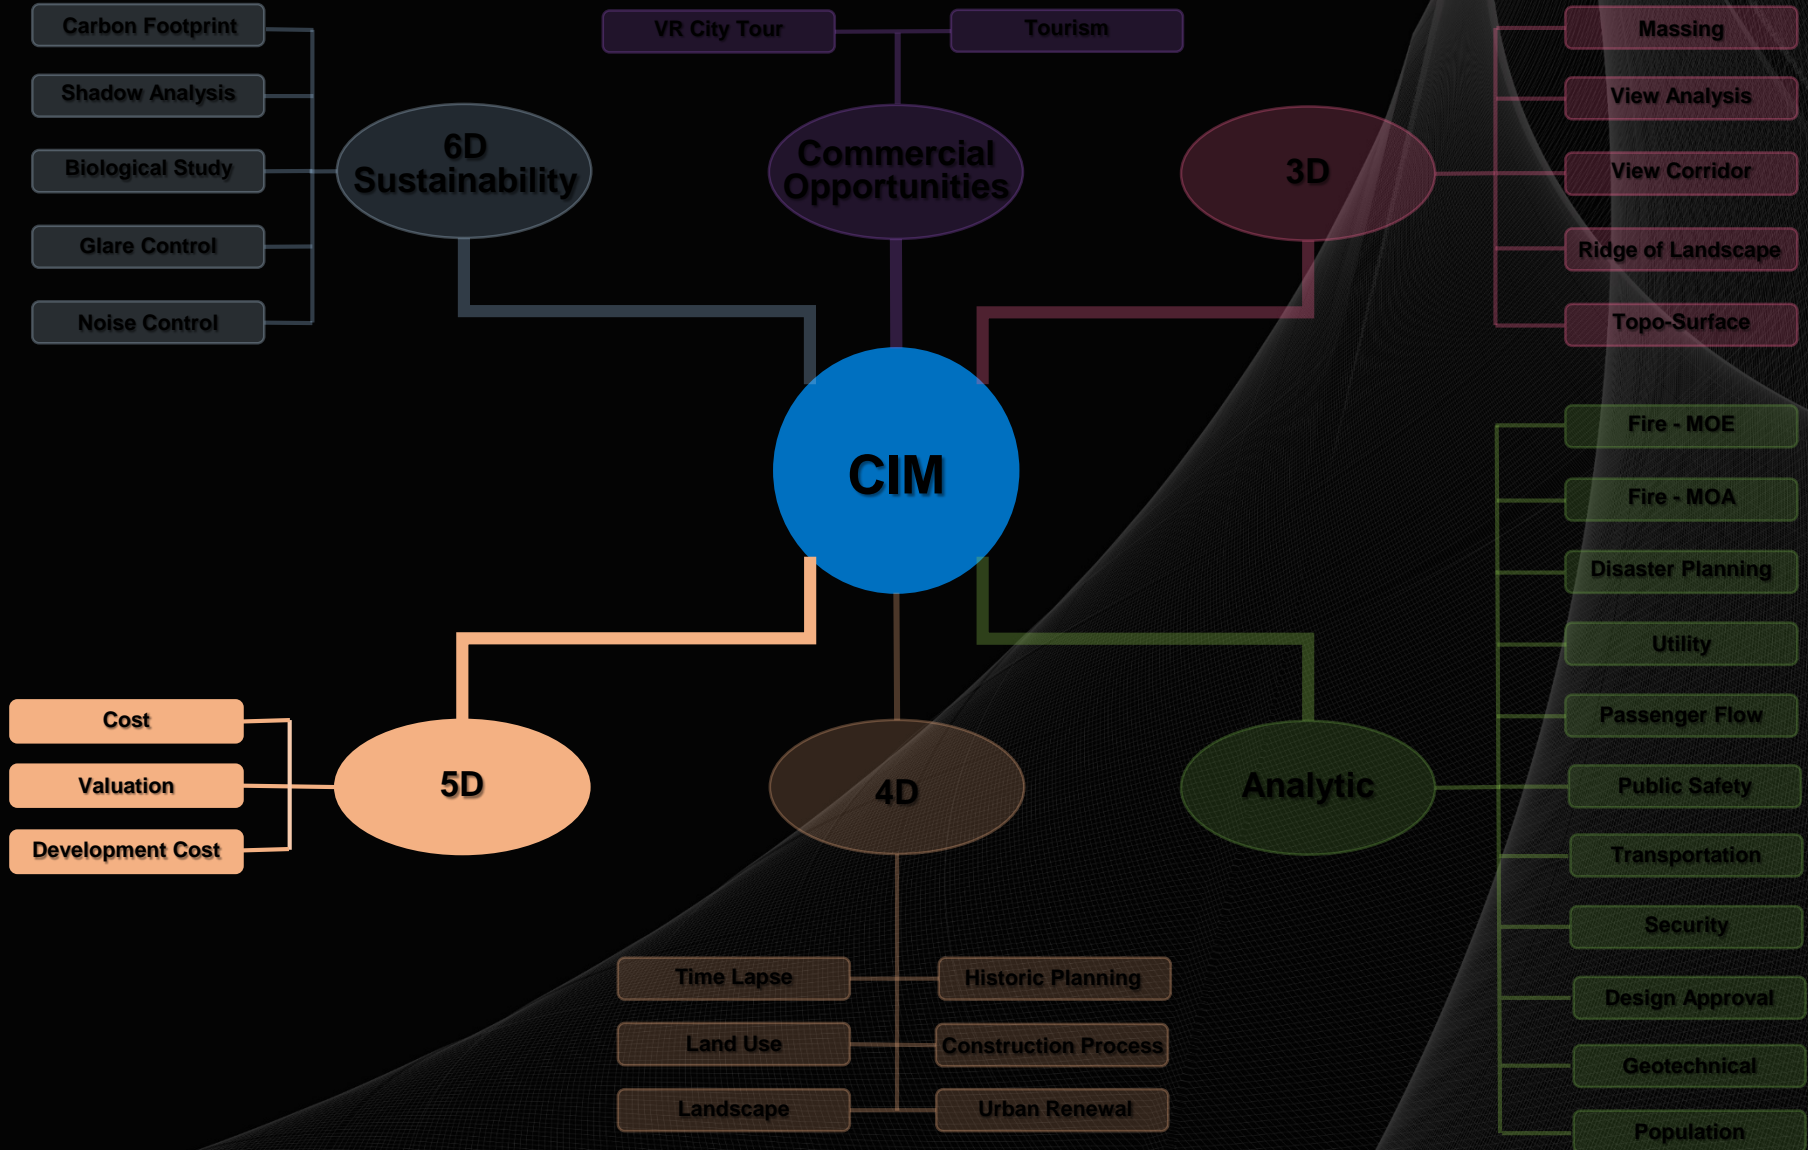 Carbon Footprint
Shadow Analysis
Biological Study
Glare Control
Noise Control
6D
Sustainability
VR City Tour
Tourism
Commercial
Opportunities
3D
Massing
View Analysis
View Corridor
Ridge of Landscape
Topo-Surface
CIM
Cost
Valuation
Development Cost
5D
4D
Time Lapse
Historic Planning
Land Use
Construction Process
Landscape
Urban Renewal
Analytic
Fire - MOE
Fire - MOA
Disaster Planning
Utility
Passenger Flow
Public Safety
Transportation
Security
Design Approval
Geotechnical
Population